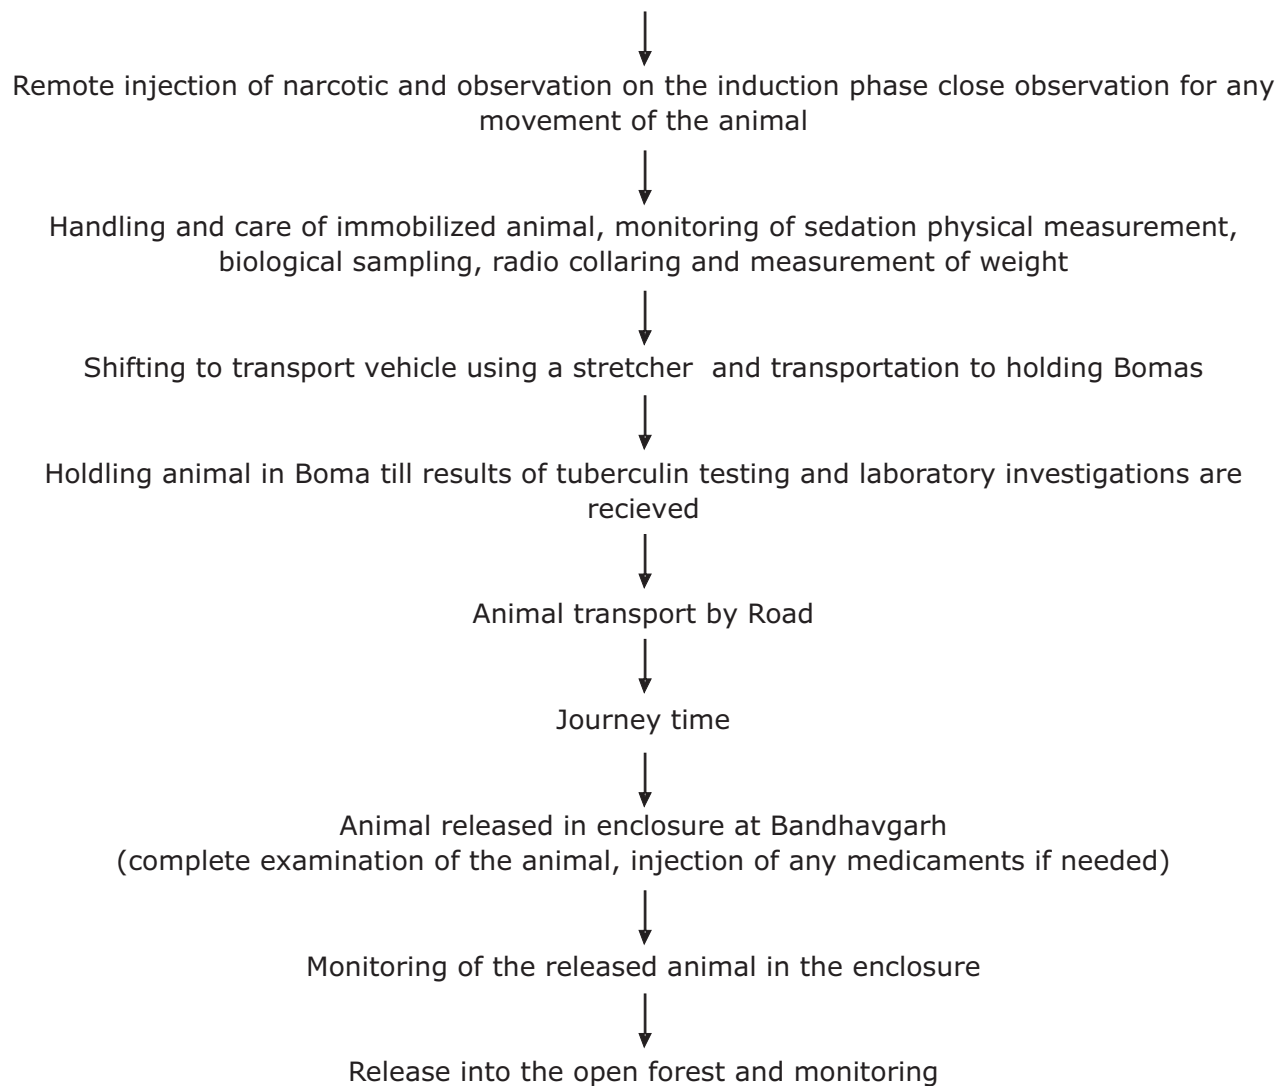 Remote injection of narcotic and observation on the induction phase close observation for any
movement of the animal
Handling and care of immobilized animal, monitoring of sedation physical measurement,
biological sampling, radio collaring and measurement of weight
Shifting to transport vehicle using a stretcher and transportation to holding Bomas
Holdling animal in Boma till results of tuberculin testing and laboratory investigations are
recieved
Animal transport by Road
Journey time
Animal released in enclosure at Bandhavgarh
(complete examination of the animal, injection of any medicaments if needed)
Monitoring of the released animal in the enclosure
Release into the open forest and monitoring